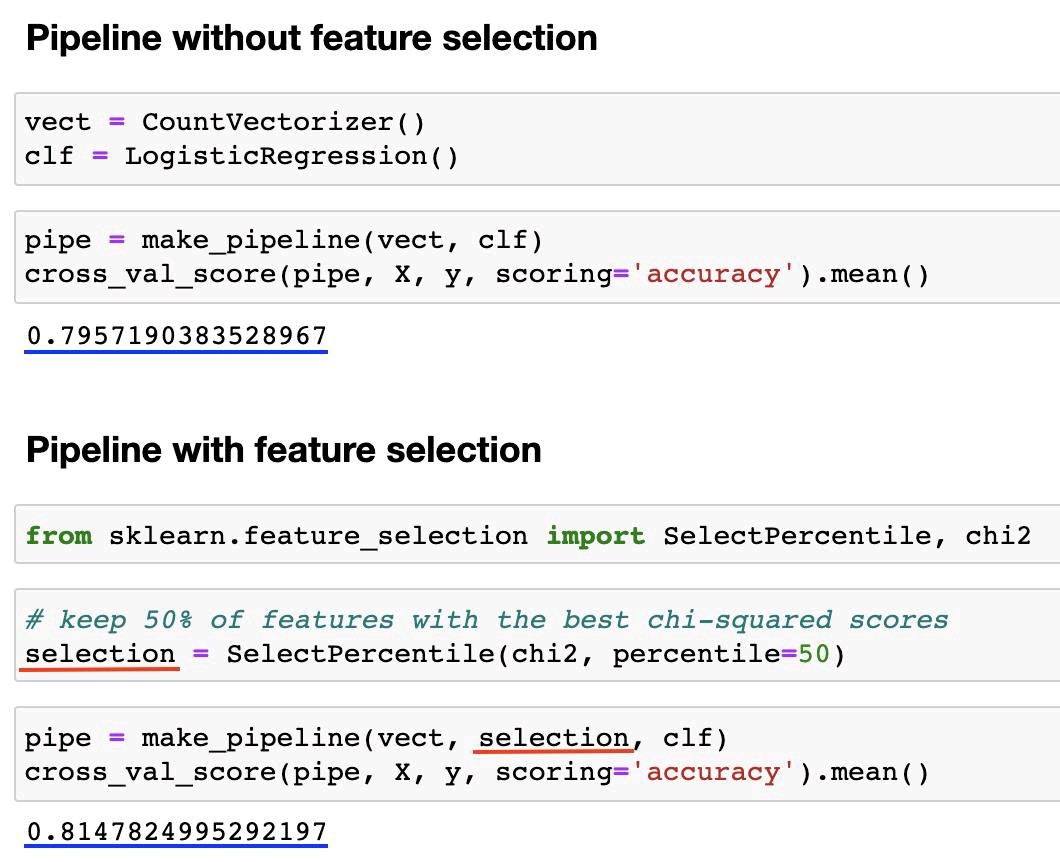 Pipeline without feature selection
vect = CountVectorizer()
clf = LogisticRegression()
pipe = make_pipeline(vect, clf)
cross_val_score(pipe, X, y, scoring='accuracy').mean()
0.7957190383528967
Pipeline with feature selection
from sklearn.feature_selection import SelectPercentile, chi2
# keep 50% of features with the best chi-squared scores
selection = SelectPercentile(chi2, percentile=50)
pipe = make_pipeline(vect, selection, clf)
cross_val_score(pipe, X, y, scoring='accuracy').mean()
0.8147824995292197